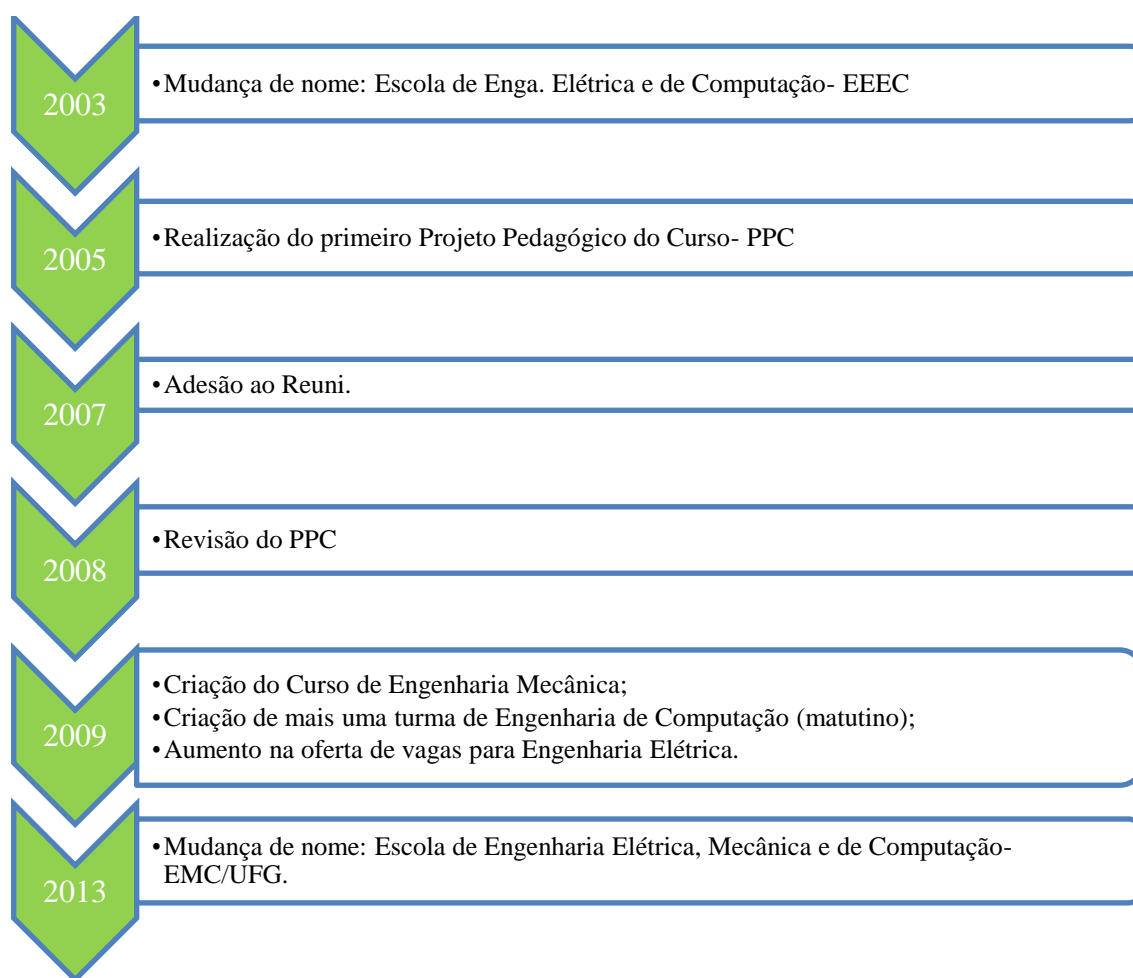 2003
•Mudança de nome: Escola de Enga. Elétrica e de Computação- EEEC
2005
•Realização do primeiro Projeto Pedagógico do Curso- PPC
2007
•Adesão ao Reuni.
2008
•Revisão do PPC
2009
•Criação do Curso de Engenharia Mecânica;
•Criação de mais uma turma de Engenharia de Computação (matutino);
•Aumento na oferta de vagas para Engenharia Elétrica.
2013
•Mudança de nome: Escola de Engenharia Elétrica, Mecânica e de Computação-
EMC/UFG.